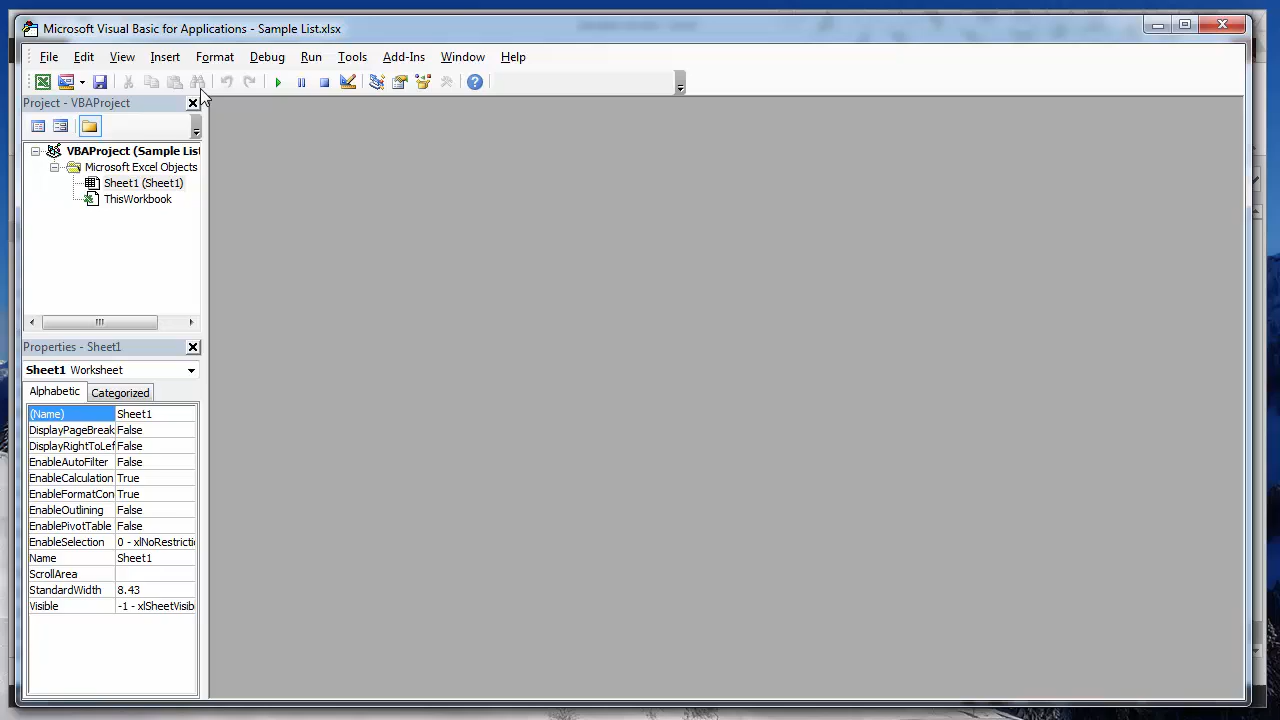 Microsoft Visual Basic for Applications - Sample List.xlsx
File Edit View Insert Format Debug Run Tools Add-Ins Window Help
Project - VBAProject
VBAProject (Sample List
Microsoft Excel Objects
Sheet1 (Sheet1)
ThisWorkbook
Properties - Sheet1
Sheet1 Worksheet
Alphabetic Categorized
(Name) Sheet1
DisplayPageBreak False
DisplayRightToLef False
EnableAutoFilter False
EnableCalculation True
EnableFormatCon True
EnableOutlining False
EnablePivotTable False
EnableSelection 0 - xlNoRestricti
Name Sheet1
ScrollArea
StandardWidth 8.43
Visible -1 - xlSheetVisib